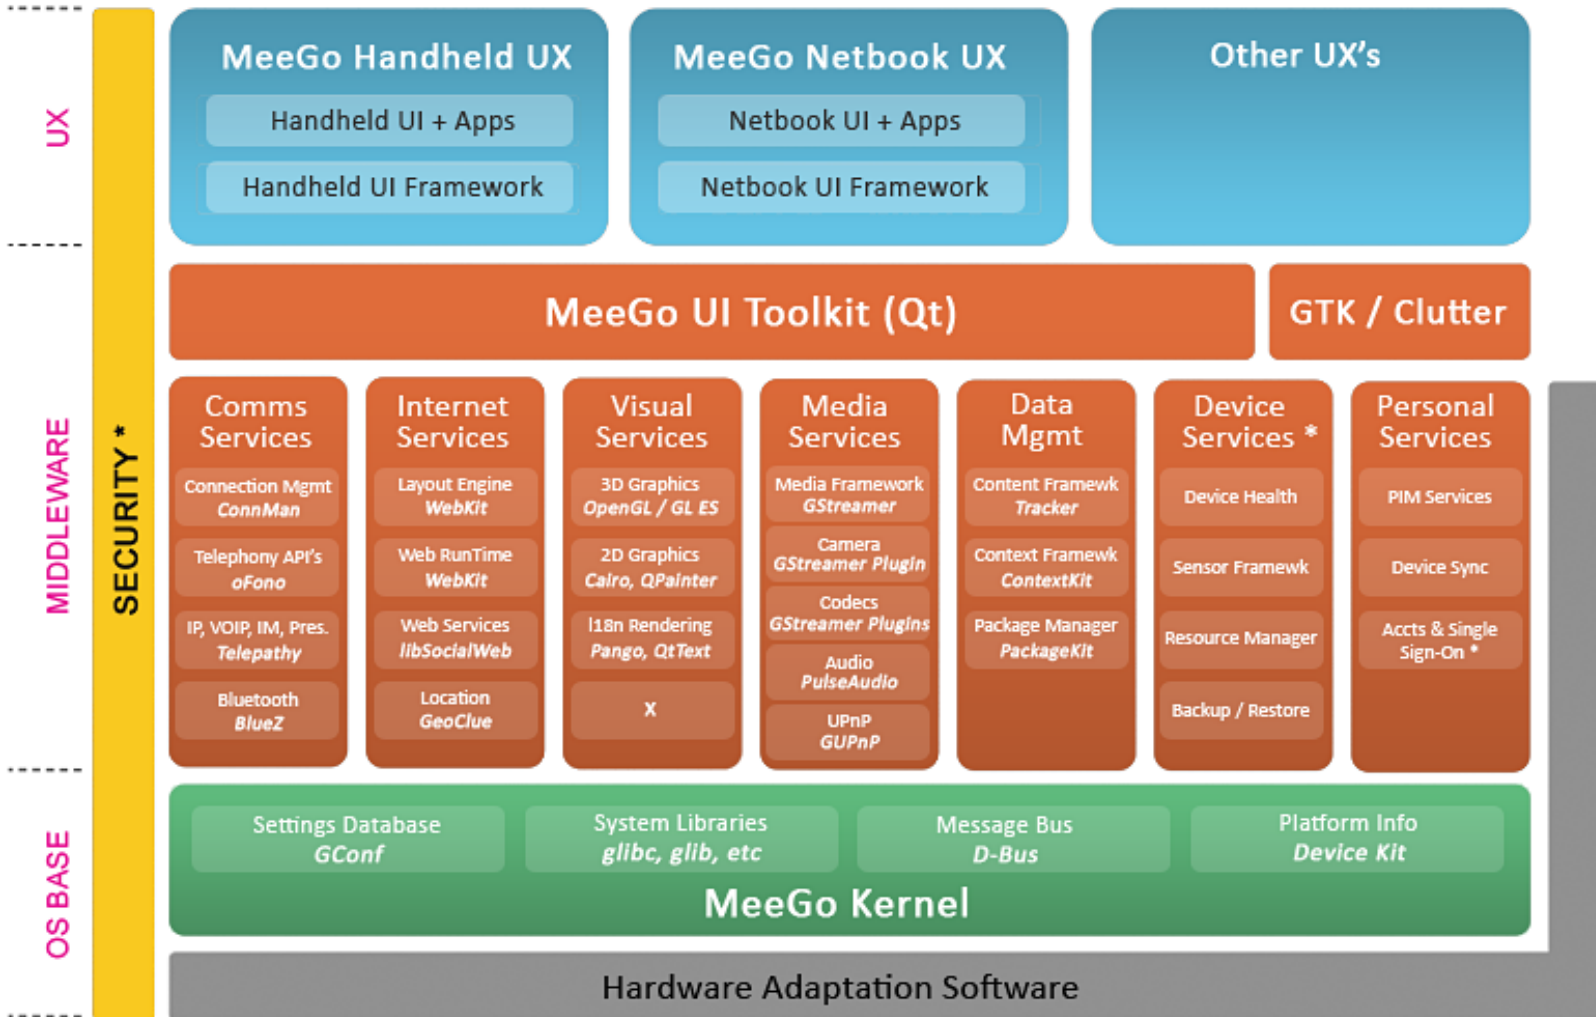 UX
MIDDLEWARE
OS BASE
SECURITY *
MeeGo Handheld UX
Handheld UI + Apps
Handheld UI Framework
MeeGo Netbook UX
Netbook UI + Apps
Netbook UI Framework
Other UX's
MeeGo UI Toolkit (Qt)
GTK / Clutter
Comms
Services
Connection Mgmt
ConnMan
Telephony API's
oFono
IP, VOIP, IM, Pres.
Telepathy
Bluetooth
BlueZ
Internet
Services
Layout Engine
WebKit
Web RunTime
WebKit
Web Services
libSocialWeb
Location
GeoClue
Visual
Services
3D Graphics
OpenGL / GL ES
2D Graphics
Cairo, QPainter
I18n Rendering
Pango, QtText
X
Media
Services
Media Framework
GStreamer
Camera
GStreamer Plugin
Codecs
GStreamer Plugins
Audio
PulseAudio
UPnP
GUPnP
Data
Mgmt
Content Framewk
Tracker
Context Framewk
ContextKit
Package Manager
PackageKit
Device
Services *
Device Health
Sensor Framewk
Resource Manager
Backup / Restore
Personal
Services
PIM Services
Device Sync
Accts & Single
Sign-On *
Settings Database
GConf
System Libraries
glibc, glib, etc
Message Bus
D-Bus
Platform Info
Device Kit
MeeGo Kernel
Hardware Adaptation Software